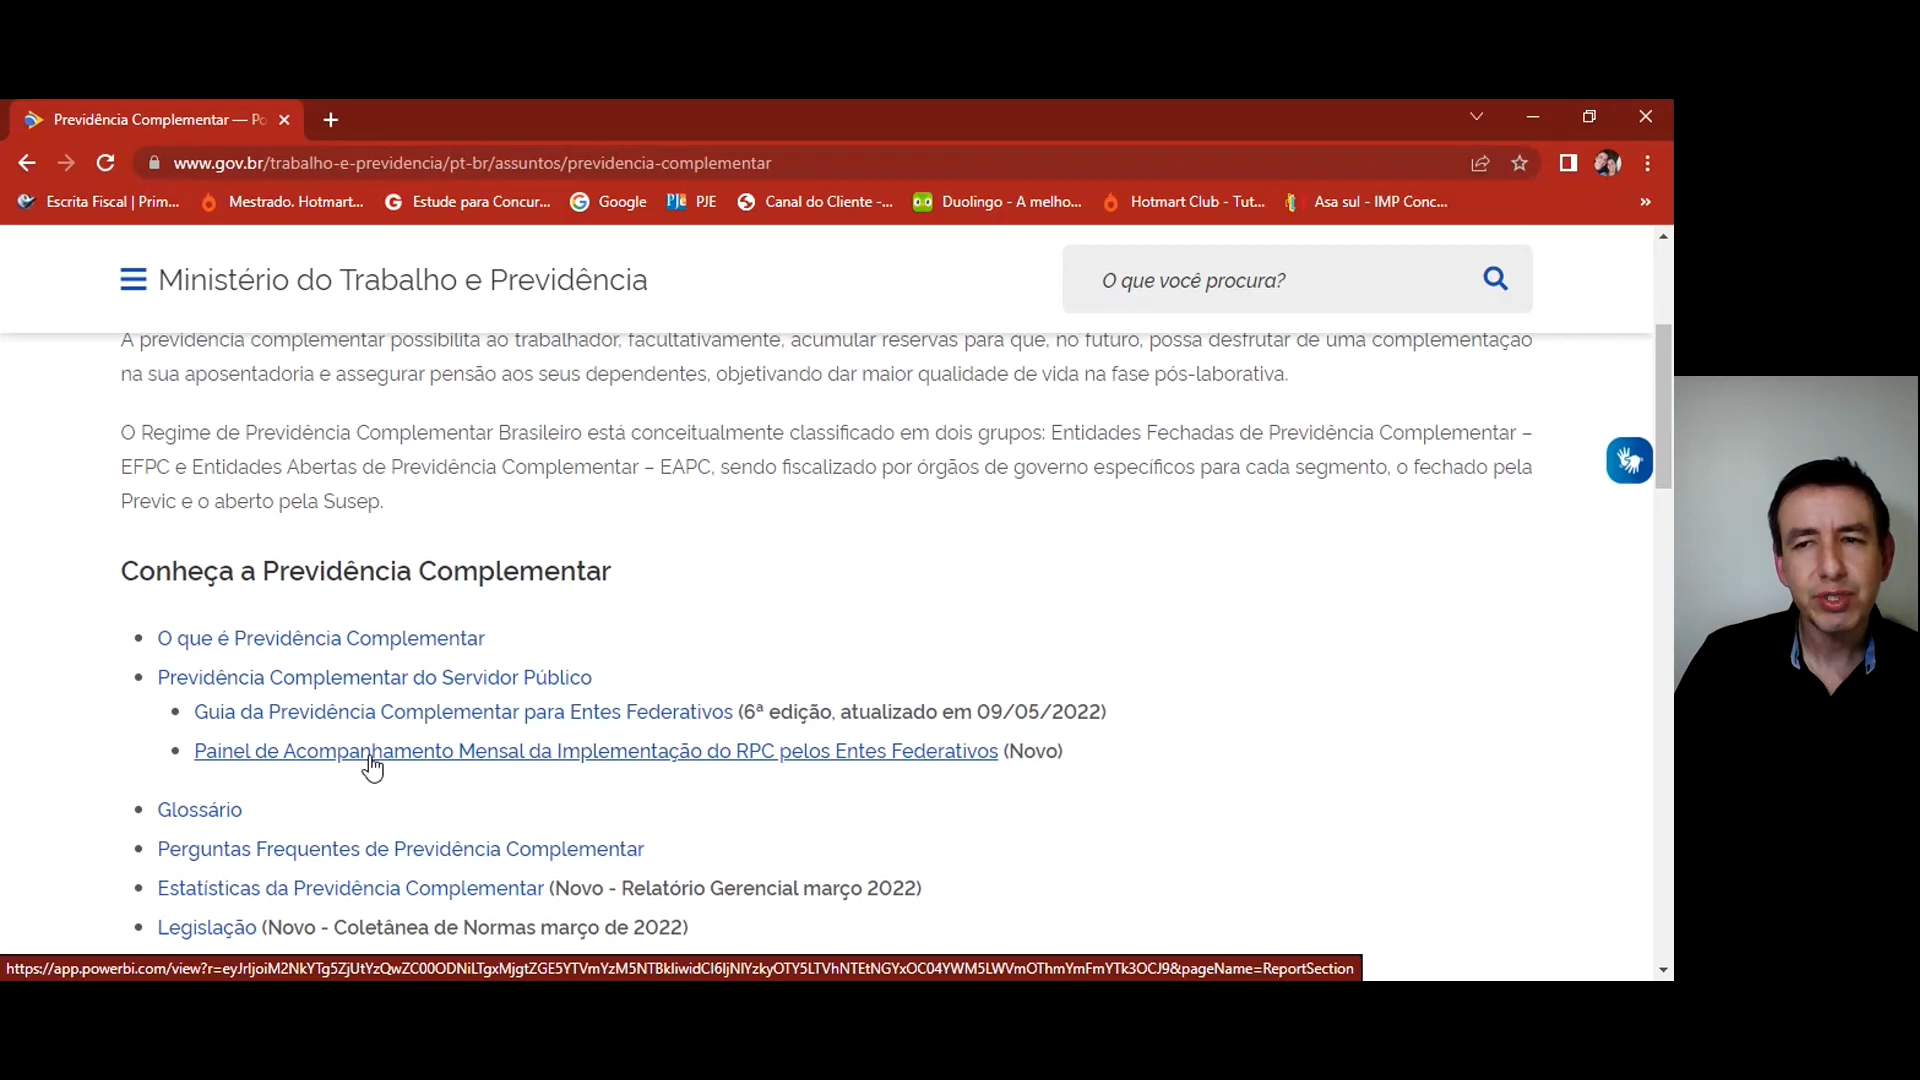 Previdência Complementar — Po
www.gov.br/trabalho-e-previdencia/pt-br/assuntos/previdencia-complementar
Escrita Fiscal | Prim... Mestrado. Hotmart... Estude para Concur... Google PJe PJE Canal do Cliente -... Duolingo - A melho... Hotmart Club - Tut... Asa sul - IMP Conc... »
Ministério do Trabalho e Previdência O que você procura?
A previdência complementar possibilita ao trabalhador, facultativamente, acumular reservas para que, no futuro, possa desfrutar de uma complementação
na sua aposentadoria e assegurar pensão aos seus dependentes, objetivando dar maior qualidade de vida na fase pós-laborativa.
O Regime de Previdência Complementar Brasileiro está conceitualmente classificado em dois grupos: Entidades Fechadas de Previdência Complementar –
EFPC e Entidades Abertas de Previdência Complementar – EAPC, sendo fiscalizado por órgãos de governo específicos para cada segmento, o fechado pela
Previc e o aberto pela Susep.
Conheça a Previdência Complementar
O que é Previdência Complementar
Previdência Complementar do Servidor Público
Guia da Previdência Complementar para Entes Federativos (6ª edição, atualizado em 09/05/2022)
Painel de Acompanhamento Mensal da Implementação do RPC pelos Entes Federativos (Novo)
Glossário
Perguntas Frequentes de Previdência Complementar
Estatísticas da Previdência Complementar (Novo - Relatório Gerencial março 2022)
Legislação (Novo - Coletânea de Normas março de 2022)
https://app.powerbi.com/view?r=eyJrIjoiM2NkYTg5ZjUtYzQwZC00ODNiLTgxMjgtZGE5YTVmYzM5NTBkIiwidCI6IjNlYzkyOTY5LTVhNTEtNGYxOC04YWM5LWVmOThmYmFmYTk3OCJ9&pageName=ReportSection